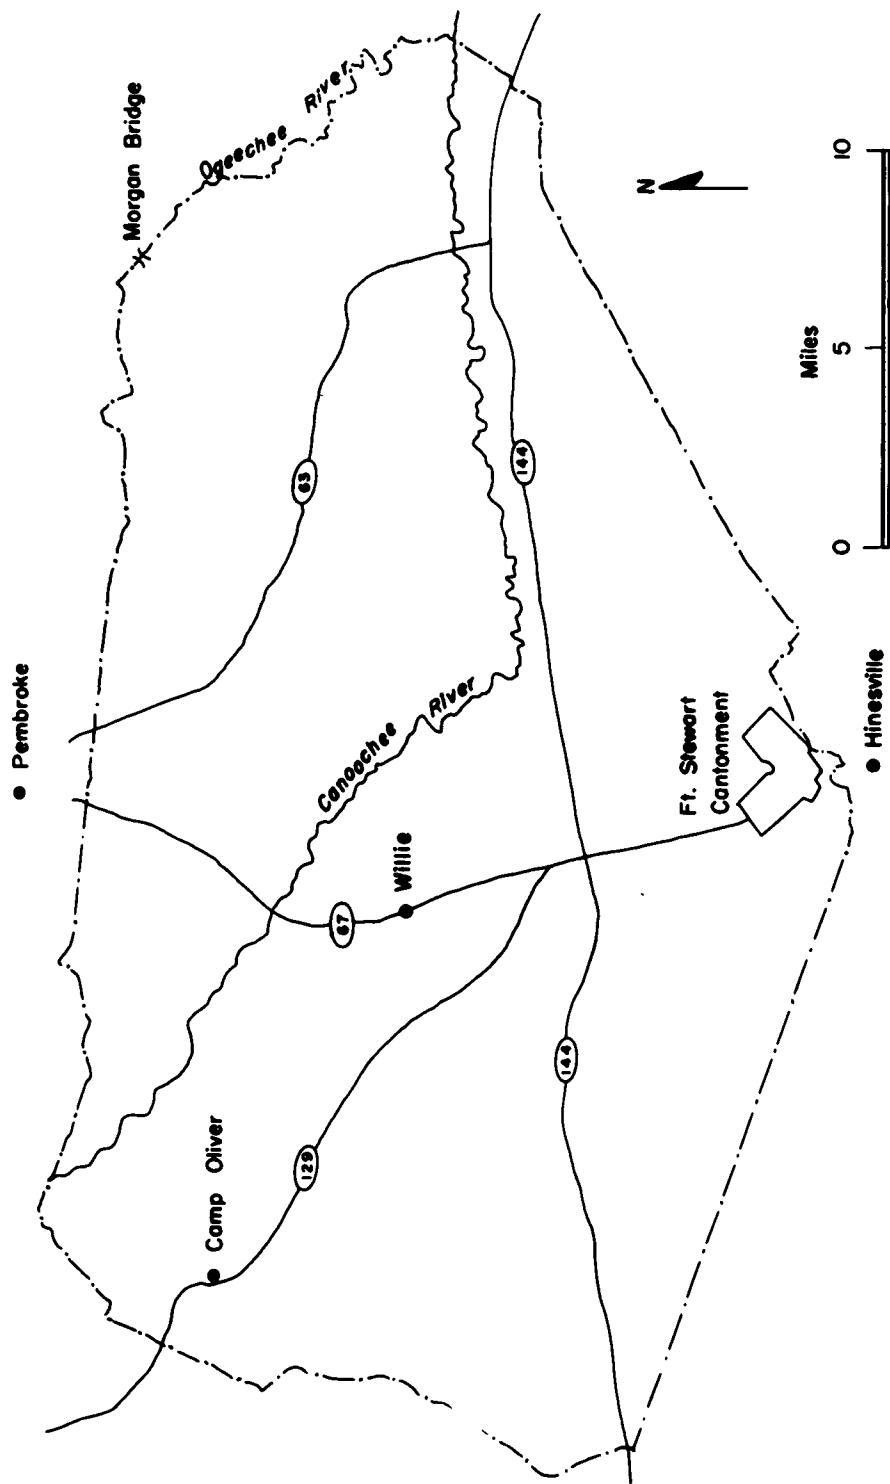 Pembroke
Morgan Bridge
Ogeechee River
63
Canoochee River
67
Willie
Camp Oliver
129
144
144
Ft. Stewart
Cantonment
Hinesville
N
Miles
0 5 10